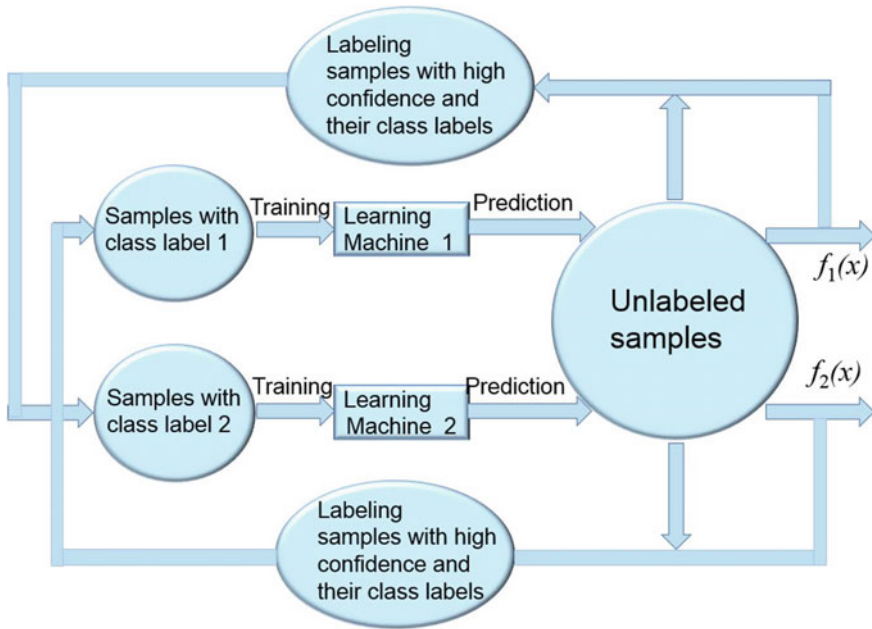 Labeling
samples with high
confidence and
their class labels
Samples with
class label 1
Training
Learning
Machine 1
Prediction
Unlabeled
samples
f1(x)
f2(x)
Samples with
class label 2
Training
Learning
Machine 2
Prediction
Labeling
samples with high
confidence and
their class labels